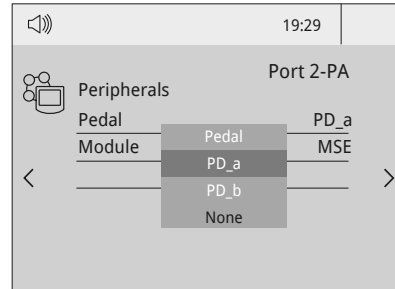 19:29
Port 2-PA
Peripherals
Pedal PD_a
Module MSE
Pedal
PD_a
PD_b
None